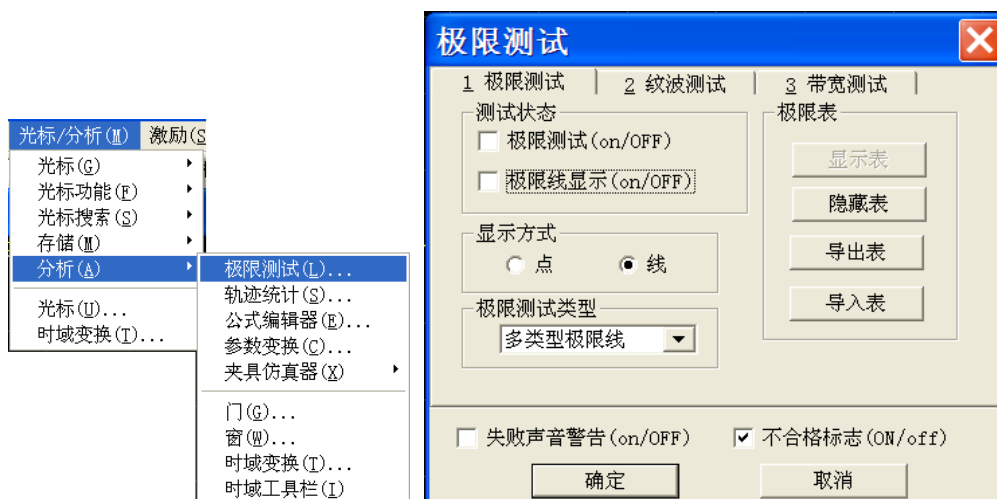 光标/分析(M) 激励(S
光标(G)
光标功能(F)
光标搜索(S)
存储(M)
分析(A)
光标(U)...
时域变换(T)...
极限测试(L)...
轨迹统计(S)...
公式编辑器(E)...
参数变换(C)...
夹具仿真器(X)
门(G)...
窗(W)...
时域变换(T)...
时域工具栏(I)
极限测试
1 极限测试 2 纹波测试 3 带宽测试
测试状态
极限测试(on/OFF)
极限线显示(on/OFF)
显示方式
点 线
极限测试类型
多类型极限线
极限表
显示表
隐藏表
导出表
导入表
失败声音警告(on/OFF) 不合格标志(ON/off)
确定 取消